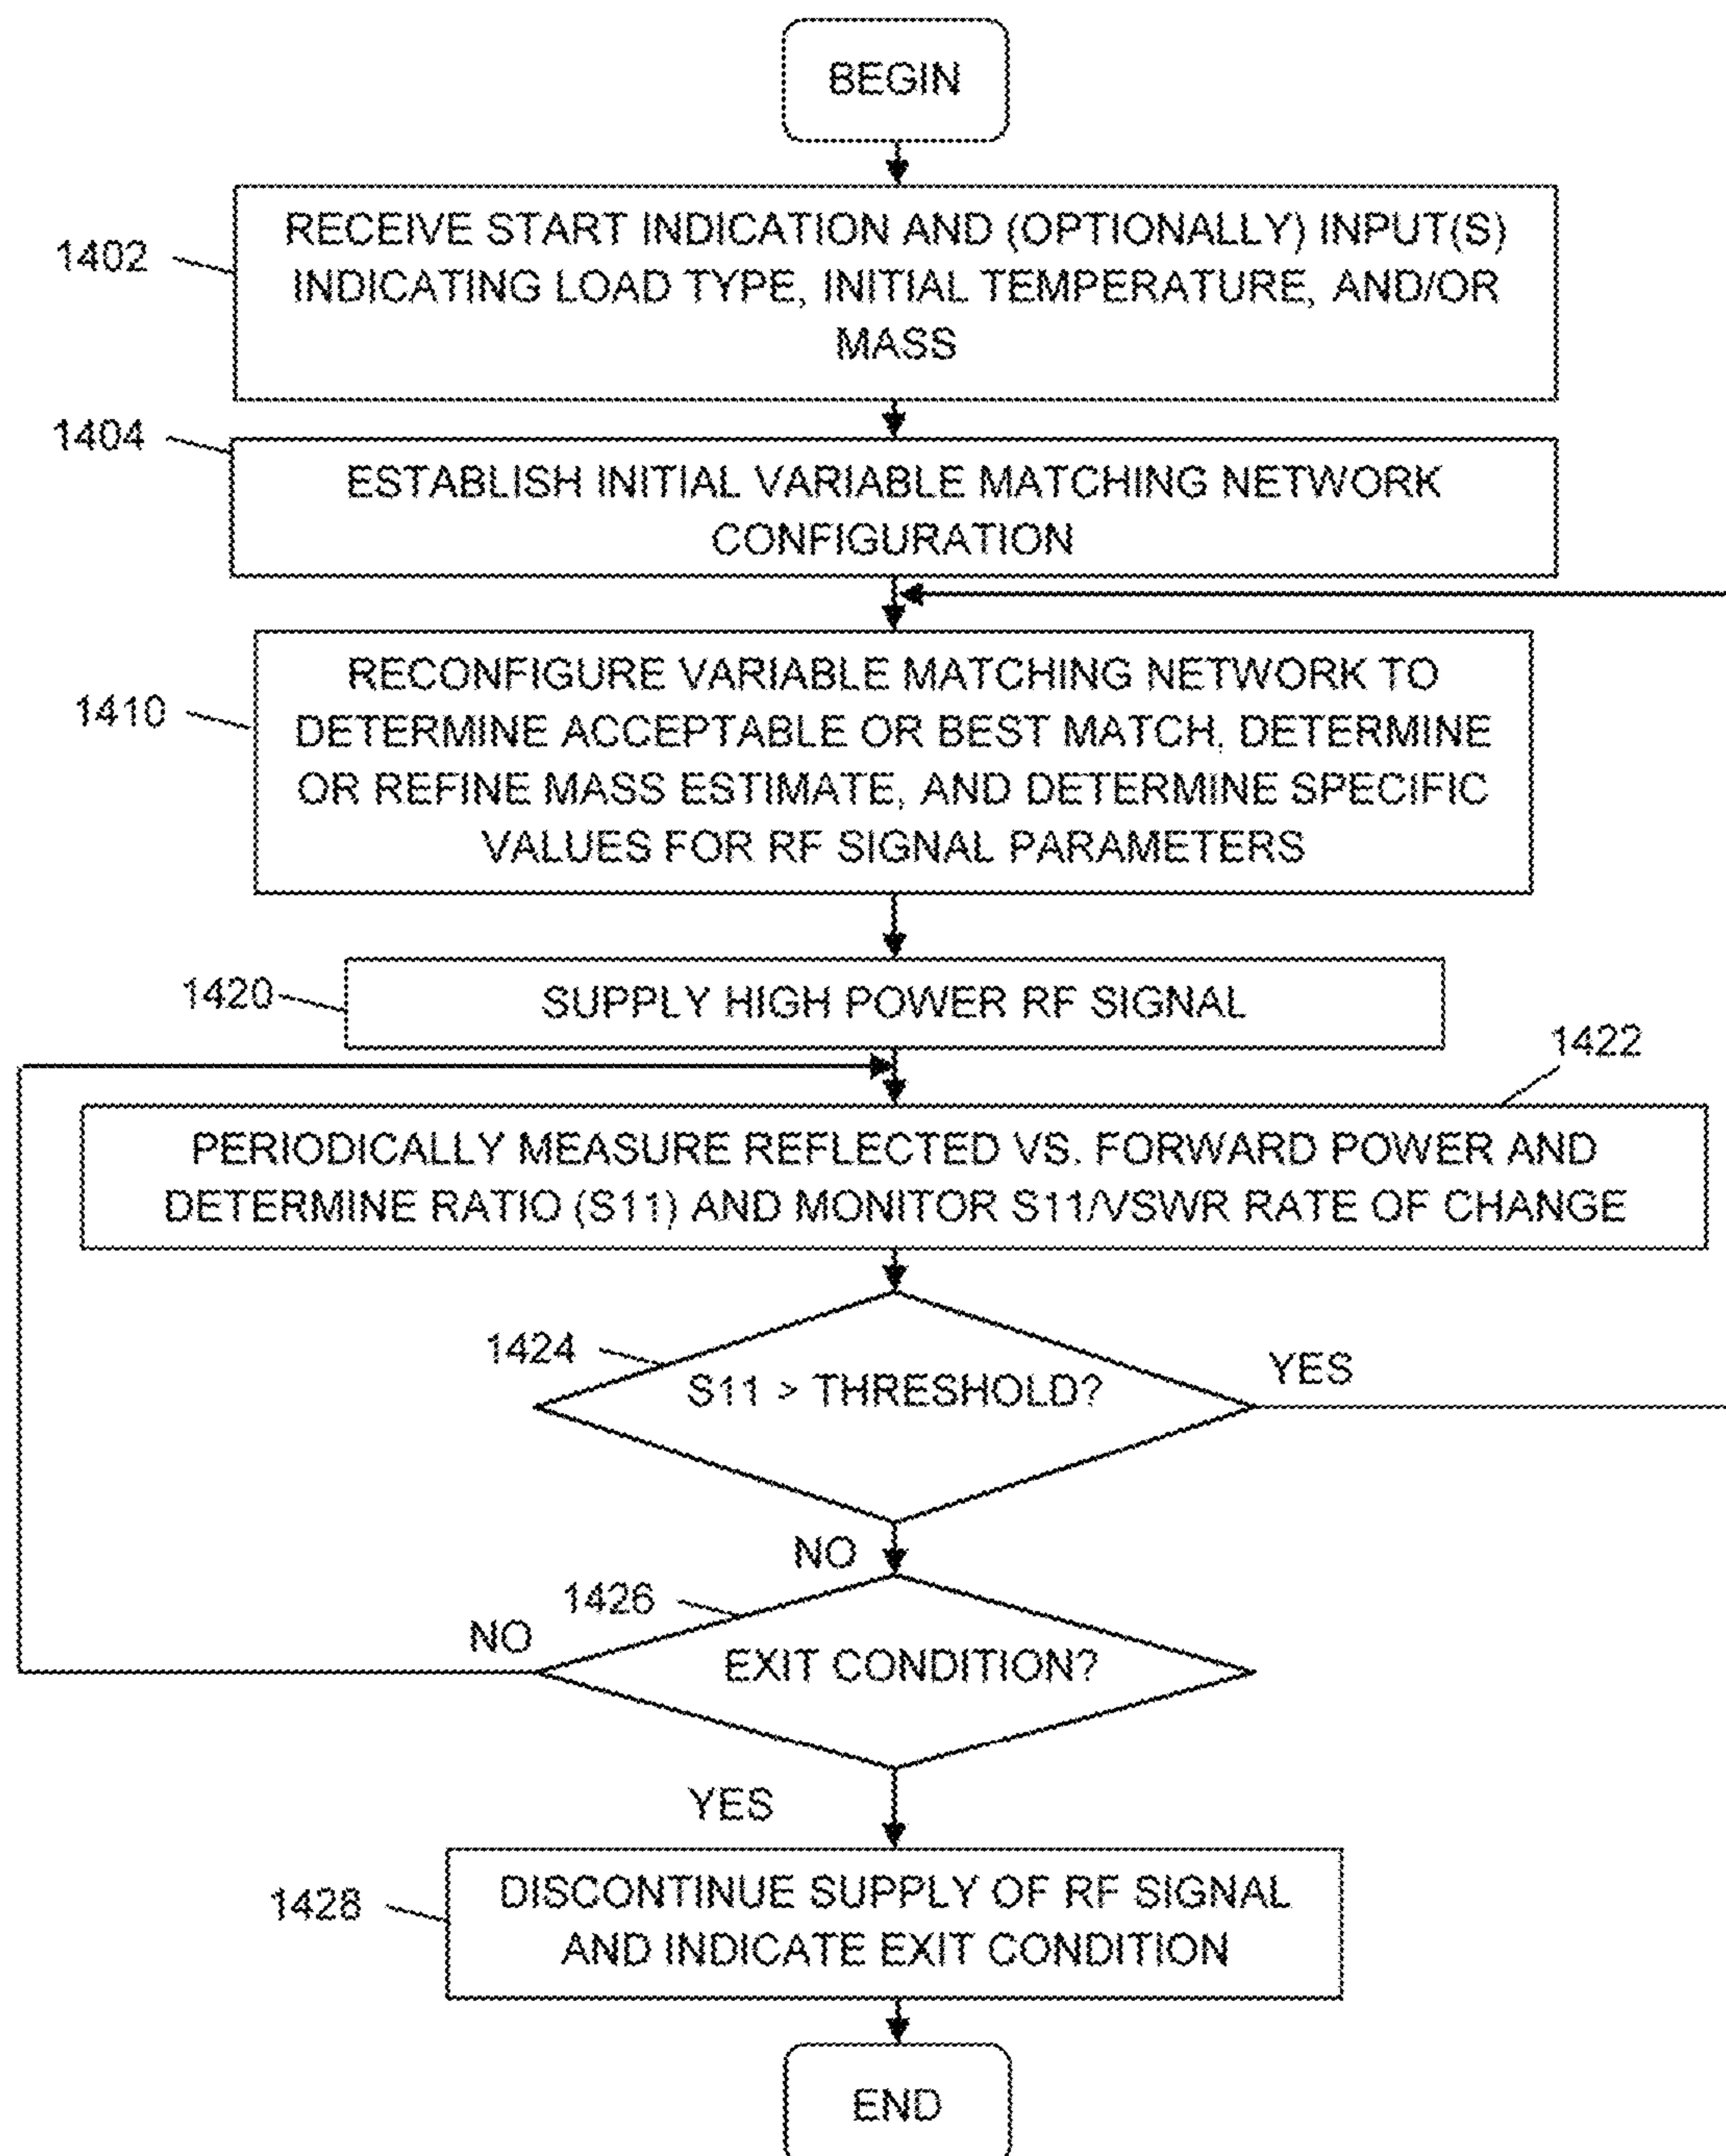 BEGIN
1402
RECEIVE START INDICATION AND (OPTIONALLY) INPUT(S)
INDICATING LOAD TYPE, INITIAL TEMPERATURE, AND/OR
MASS
1404
ESTABLISH INITIAL VARIABLE MATCHING NETWORK
CONFIGURATION
1410
RECONFIGURE VARIABLE MATCHING NETWORK TO
DETERMINE ACCEPTABLE OR BEST MATCH, DETERMINE
OR REFINE MASS ESTIMATE, AND DETERMINE SPECIFIC
VALUES FOR RF SIGNAL PARAMETERS
1420
SUPPLY HIGH POWER RF SIGNAL
1422
PERIODICALLY MEASURE REFLECTED VS. FORWARD POWER AND
DETERMINE RATIO (S11) AND MONITOR S11/VSWR RATE OF CHANGE
1424
S11 > THRESHOLD?
YES
NO
1426
NO
EXIT CONDITION?
YES
1428
DISCONTINUE SUPPLY OF RF SIGNAL
AND INDICATE EXIT CONDITION
END